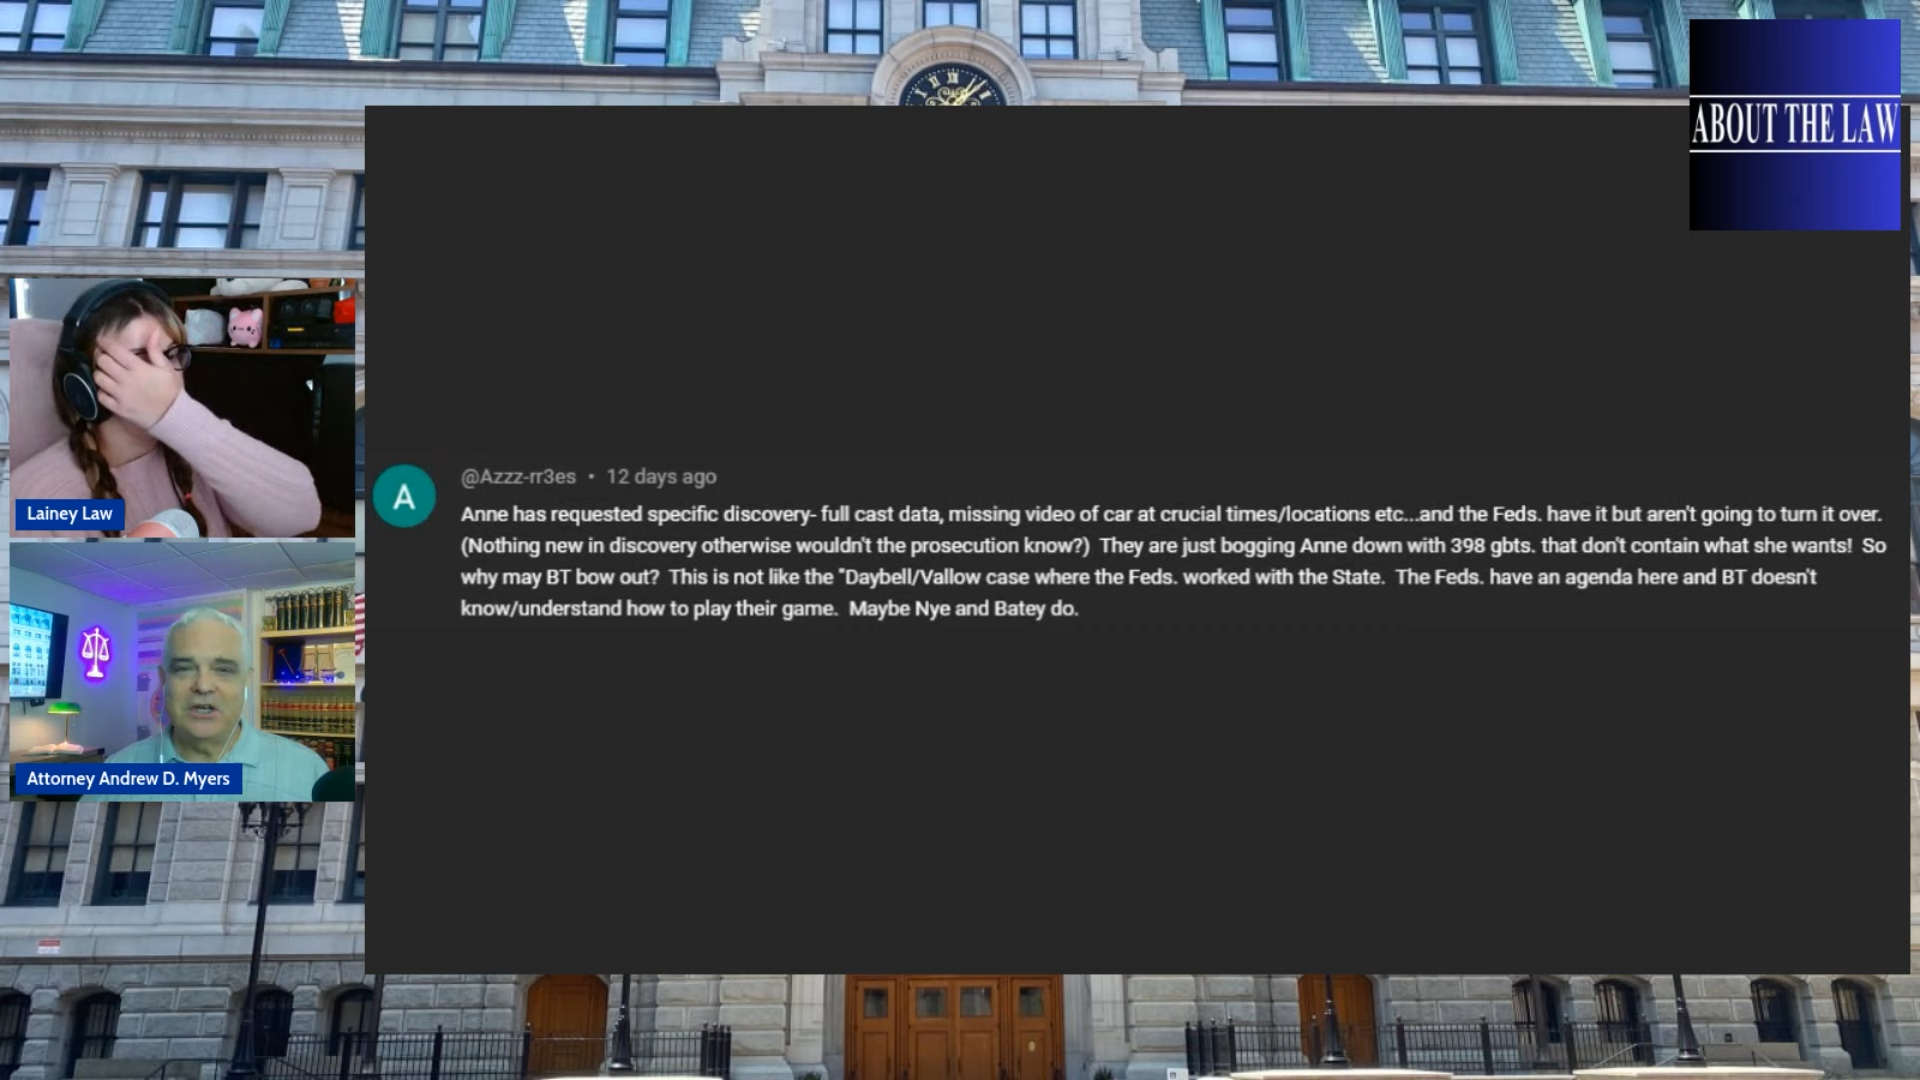 ABOUT THE LAW
@Azzz-rr3es • 12 days ago
A
Anne has requested specific discovery- full cast data, missing video of car at crucial times/locations etc...and the Feds. have it but aren't going to turn it over.
(Nothing new in discovery otherwise wouldn't the prosecution know?)  They are just bogging Anne down with 398 gbts. that don't contain what she wants!  So
why may BT bow out?  This is not like the "Daybell/Vallow case where the Feds. worked with the State.  The Feds. have an agenda here and BT doesn't
know/understand how to play their game.  Maybe Nye and Batey do.
Lainey Law
Attorney Andrew D. Myers